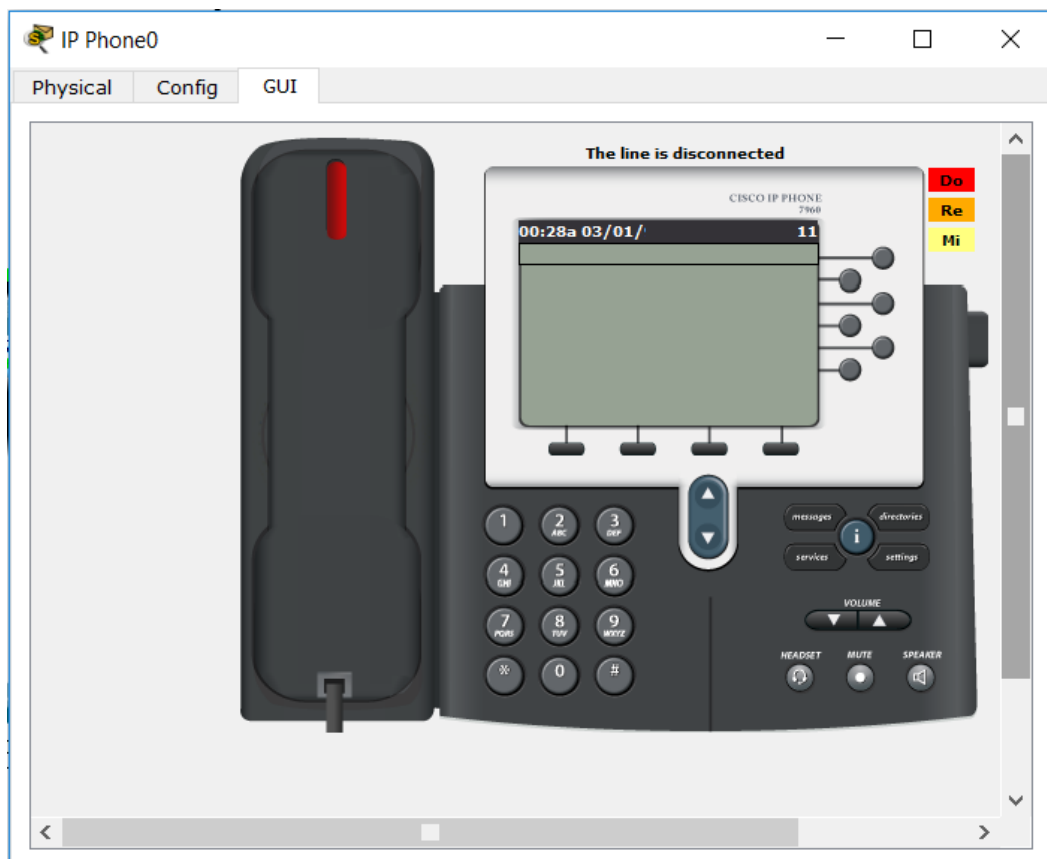 IP Phone0
Physical Config GUI
The line is disconnected
Do
Re
Mi
CISCO IP PHONE
7960
00:28a 03/01/ 11
1 2 3
ABC DEF
4 5 6
GHI JKL MNO
7 8 9
PQRS TUV WXYZ
* 0 #
messages directories
i
services settings
VOLUME
HEADSET MUTE SPEAKER